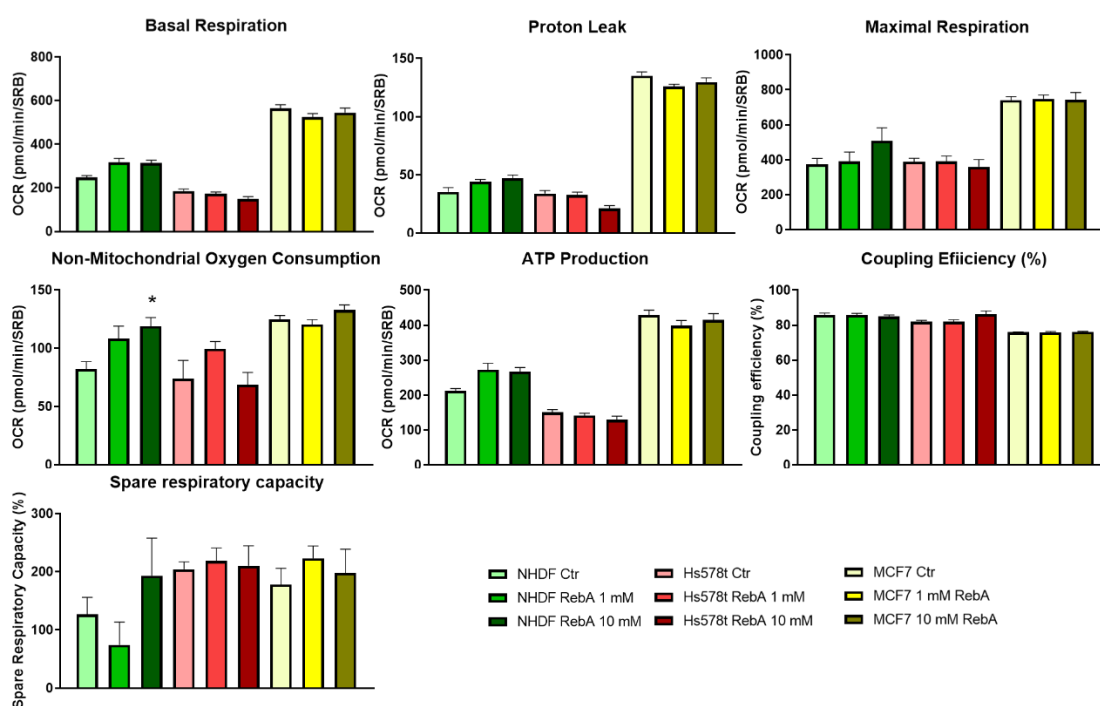 Basal Respiration
OCR (pmol/min/SRB)
800
600
400
200
0
Proton Leak
OCR (pmol/min/SRB)
150
100
50
0
Maximal Respiration
OCR (pmol/min/SRB)
1000
800
600
400
200
0
Non-Mitochondrial Oxygen Consumption
OCR (pmol/min/SRB)
150
100
50
0
*
ATP Production
OCR (pmol/min/SRB)
500
400
300
200
100
0
Coupling Efiiciency (%)
Coupling efficiency (%)
100
80
60
40
20
0
Spare respiratory capacity
Spare Respiratory Capacity (%)
300
200
100
0
NHDF Ctr
NHDF RebA 1 mM
NHDF RebA 10 mM
Hs578t Ctr
Hs578t RebA 1 mM
Hs578t RebA 10 mM
MCF7 Ctr
MCF7 1 mM RebA
MCF7 10 mM RebA